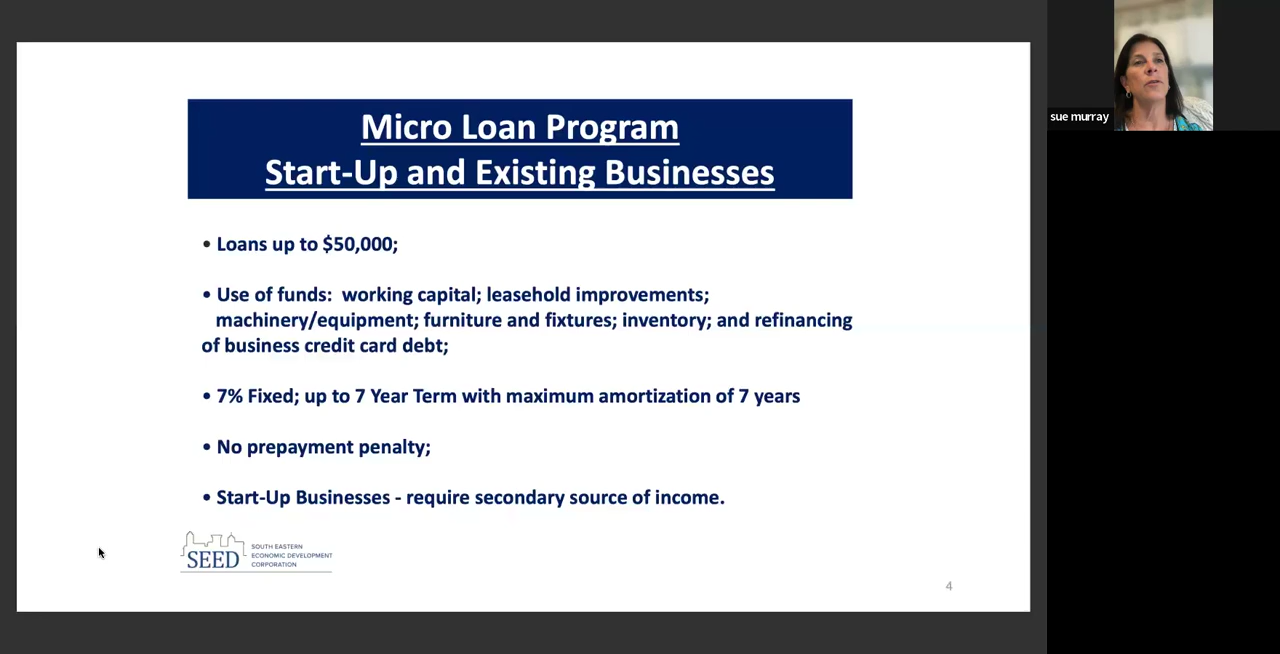 Micro Loan Program
Start-Up and Existing Businesses
• Loans up to $50,000;
• Use of funds:  working capital; leasehold improvements;
machinery/equipment; furniture and fixtures; inventory; and refinancing
of business credit card debt;
• 7% Fixed; up to 7 Year Term with maximum amortization of 7 years
• No prepayment penalty;
• Start-Up Businesses - require secondary source of income.
SEED
SOUTH EASTERN
ECONOMIC DEVELOPMENT
CORPORATION
4
sue murray